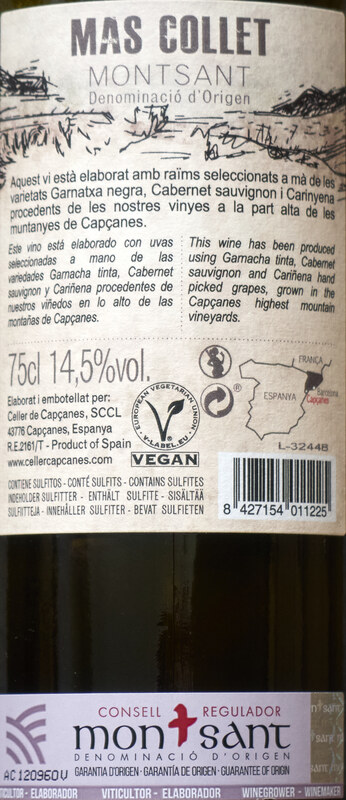 MAS COLLET
MONTSANT
Denominació d'Origen
Aquest vi està elaborat amb raïms seleccionats a mà de les
varietats Garnatxa negra, Cabernet sauvignon i Carinyena
procedents de les nostres vinyes a la part alta de les
muntanyes de Capçanes.
Este vino está elaborado con uvas
seleccionadas a mano de las
variedades Garnacha tinta, Cabernet
sauvignon y Cariñena procedentes de
nuestros viñedos en lo alto de las
montañas de Capçanes.
This wine has been produced
using Garnacha tinta, Cabernet
sauvignon and Cariñena hand
picked grapes, grown in the
Capçanes highest mountain
vineyards.
75cl 14,5%vol.
Elaborat i embotellat per:
Celler de Capçanes, SCCL
43776 Capçanes, Espanya
R.E.2161/T - Product of Spain
www.cellercapcanes.com
EUROPEAN VEGETARIAN UNION
V-LABEL.EU
VEGAN
®
FRANÇA
ESPANYA
Barcelona
Capçanes
L-32448
CONTIENE SULFITOS - CONTÉ SULFITS - CONTAINS SULFITES
INDEHOLDER SULFITTER - ENTHÄLT SULFITE - SISÄLTÄÄ
SULFIITTEJA - INNEHÅLLER SULFITER - BEVAT SULFIETEN
8 427154 011225
CONSELL REGULADOR
montsant
DENOMINACIÓ D'ORIGEN
GARANTIA D'ORIGEN - GARANTÍA DE ORIGEN - GUARANTEE OF ORIGIN
AC 120960 V
TICULTOR - ELABORADOR VITICULTOR - ELABORADOR WINEGROWER - WINEMAKER